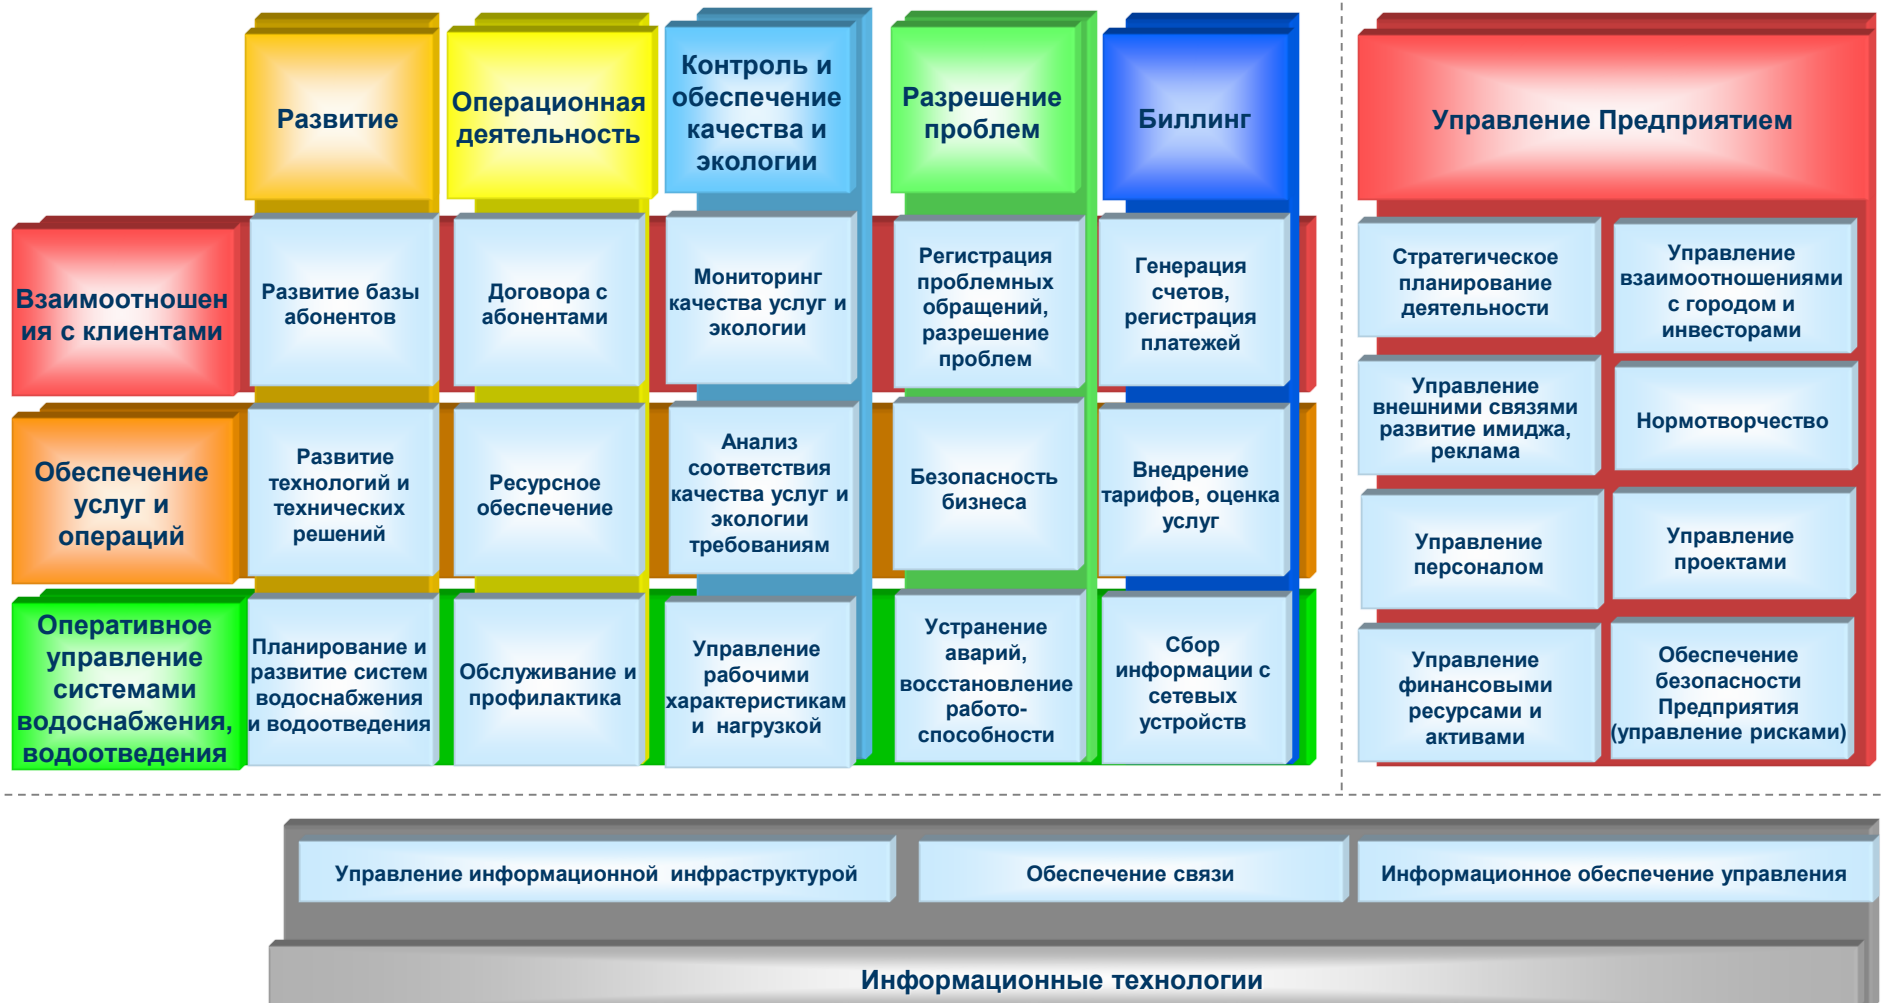 Развитие
Операционная
деятельность
Контроль и
обеспечение
качества и
экологии
Разрешение
проблем
Биллинг
Управление Предприятием
Взаимоотношен
ия с клиентами
Развитие базы
абонентов
Договора с
абонентами
Мониторинг
качества услуг и
экологии
Регистрация
проблемных
обращений,
разрешение
проблем
Генерация
счетов,
регистрация
платежей
Стратегическое
планирование
деятельности
Управление
взаимоотношениями
с городом и
инвесторами
Обеспечение
услуг и
операций
Развитие
технологий и
технических
решений
Ресурсное
обеспечение
Анализ
соответствия
качества услуг и
экологии
требованиям
Безопасность
бизнеса
Внедрение
тарифов, оценка
услуг
Управление
внешними связями
развитие имиджа,
реклама
Нормотворчество
Управление
персоналом
Управление
проектами
Оперативное
управление
системами
водоснабжения,
водоотведения
Планирование и
развитие систем
водоснабжения
и водоотведения
Обслуживание и
профилактика
Управление
рабочими
характеристикам
и нагрузкой
Устранение
аварий,
восстановление
работо-
способности
Сбор
информации с
сетевых
устройств
Управление
финансовыми
ресурсами и
активами
Обеспечение
безопасности
Предприятия
(управление рисками)
Управление информационной инфраструктурой
Обеспечение связи
Информационное обеспечение управления
Информационные технологии